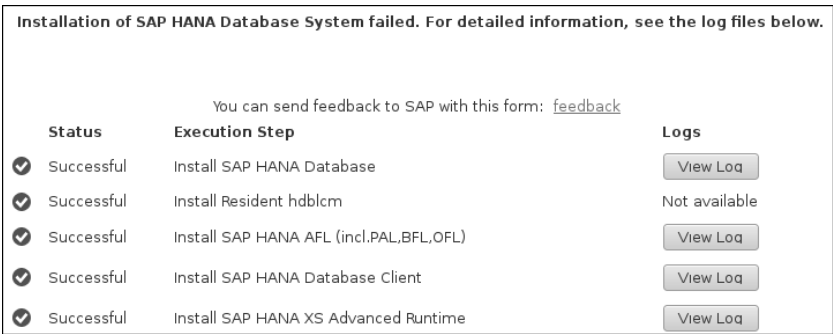 Installation of SAP HANA Database System failed. For detailed information, see the log files below.
You can send feedback to SAP with this form: feedback
Status Execution Step Logs
Successful Install SAP HANA Database View Log
Successful Install Resident hdblcm Not available
Successful Install SAP HANA AFL (incl.PAL,BFL,OFL) View Log
Successful Install SAP HANA Database Client View Log
Successful Install SAP HANA XS Advanced Runtime View Log